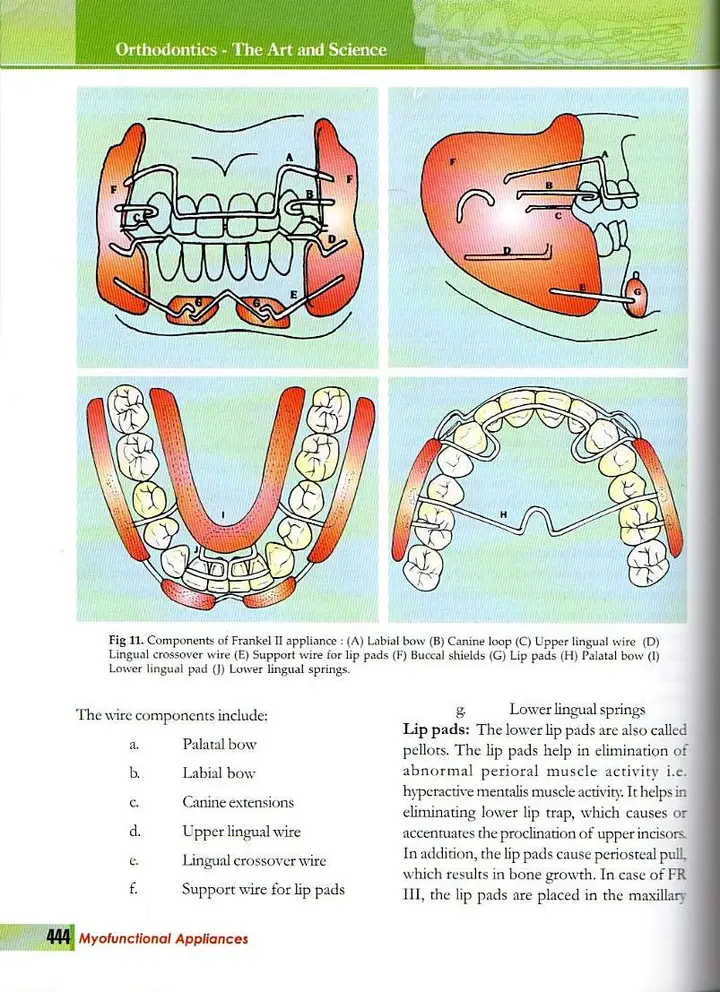 Orthodontics - The Art and Science
A
F
F
B
C
D
E
G
G
F
A
B
C
D
E
G
I
H
Fig 11. Components of Frankel II appliance : (A) Labial bow (B) Canine loop (C) Upper lingual wire (D)
Lingual crossover wire (E) Support wire for lip pads (F) Buccal shields (G) Lip pads (H) Palatal bow (I)
Lower lingual pad (J) Lower lingual springs.
The wire components include:
a. Palatal bow
b. Labial bow
c. Canine extensions
d. Upper lingual wire
e. Lingual crossover wire
f. Support wire for lip pads
g. Lower lingual springs
Lip pads: The lower lip pads are also called
pellots. The lip pads help in elimination of
abnormal perioral muscle activity i.e.
hyperactive mentalis muscle activity. It helps in
eliminating lower lip trap, which causes or
accentuates the proclination of upper incisors.
In addition, the lip pads cause periosteal pull,
which results in bone growth. In case of FR
III, the lip pads are placed in the maxillary
444 Myofunctional Appliances